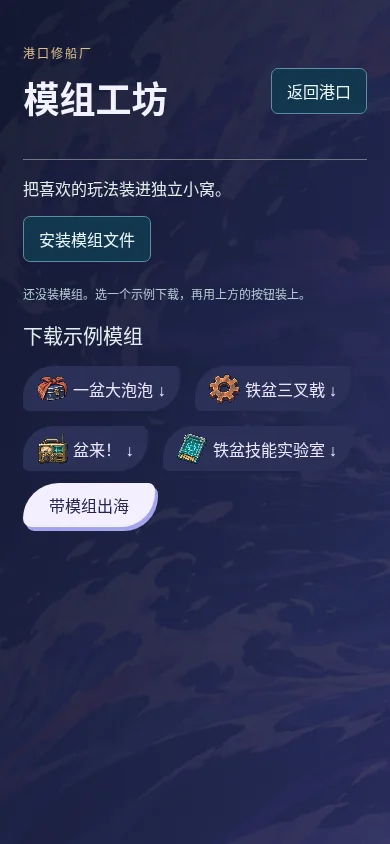 港口修船厂
模组工坊
返回港口
把喜欢的玩法装进独立小窝。
安装模组文件
还没装模组。选一个示例下载，再用上方的按钮装上。
下载示例模组
一盆大泡泡 ↓
铁盆三叉戟 ↓
盆来！ ↓
铁盆技能实验室 ↓
带模组出海